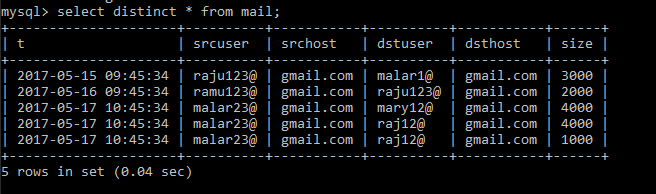 mysql> select distinct * from mail;
+---------------------+----------+-----------+----------+-----------+------+
| t                   | srcuser  | srchost   | dstuser  | dsthost   | size |
+---------------------+----------+-----------+----------+-----------+------+
| 2017-05-15 09:45:34 | raju123@ | gmail.com | malar1@  | gmail.com | 3000 |
| 2017-05-16 09:45:34 | ramu123@ | gmail.com | raju123@ | gmail.com | 2000 |
| 2017-05-17 10:45:34 | malar23@ | gmail.com | mary12@  | gmail.com | 4000 |
| 2017-05-17 10:45:34 | malar23@ | gmail.com | raj12@   | gmail.com | 4000 |
| 2017-05-17 10:45:34 | malar23@ | gmail.com | raj12@   | gmail.com | 1000 |
+---------------------+----------+-----------+----------+-----------+------+
5 rows in set (0.04 sec)